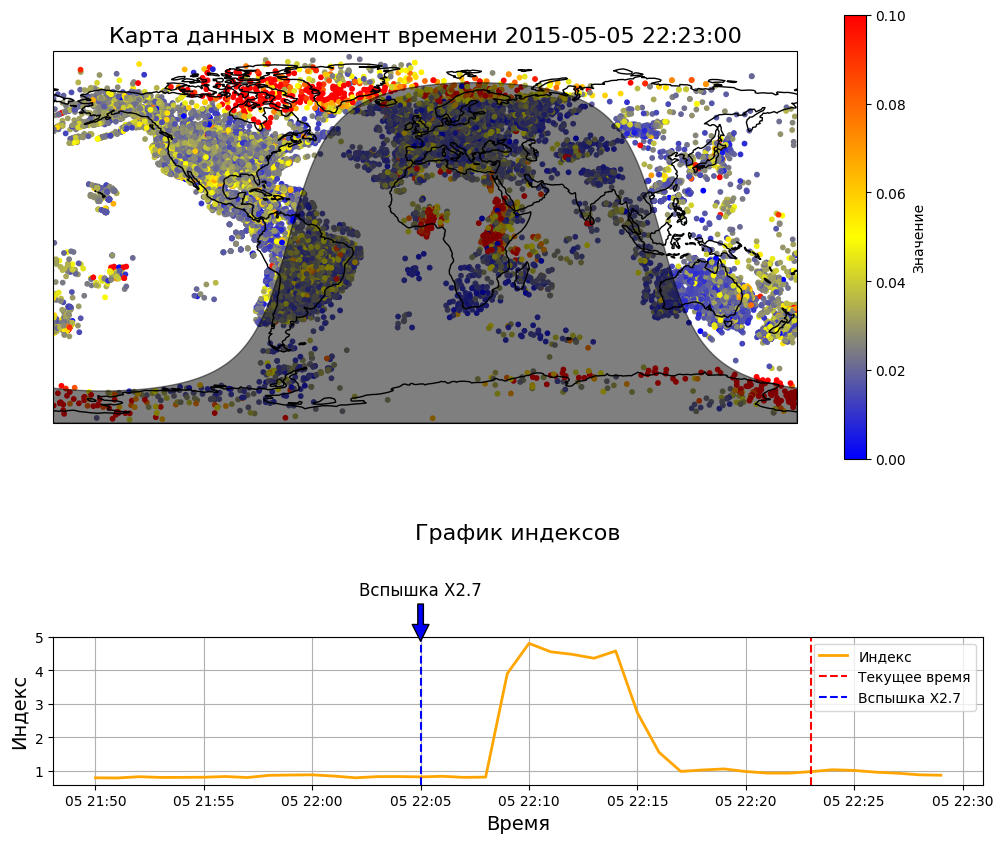 Карта данных в момент времени 2015-05-05 22:23:00
0.10
0.08
0.06
0.04
0.02
0.00
Значение
График индексов
Вспышка X2.7
5
4
3
2
1
Индекс
Индекс
Текущее время
Вспышка X2.7
05 21:50
05 21:55
05 22:00
05 22:05
05 22:10
05 22:15
05 22:20
05 22:25
05 22:30
Время